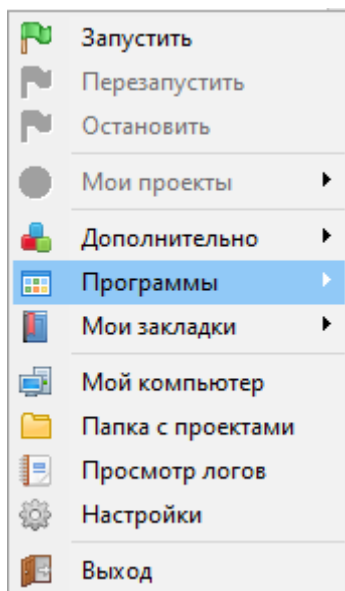 Запустить
Перезапустить
Остановить
Мои проекты
Дополнительно
Программы
Мои закладки
Мой компьютер
Папка с проектами
Просмотр логов
Настройки
Выход